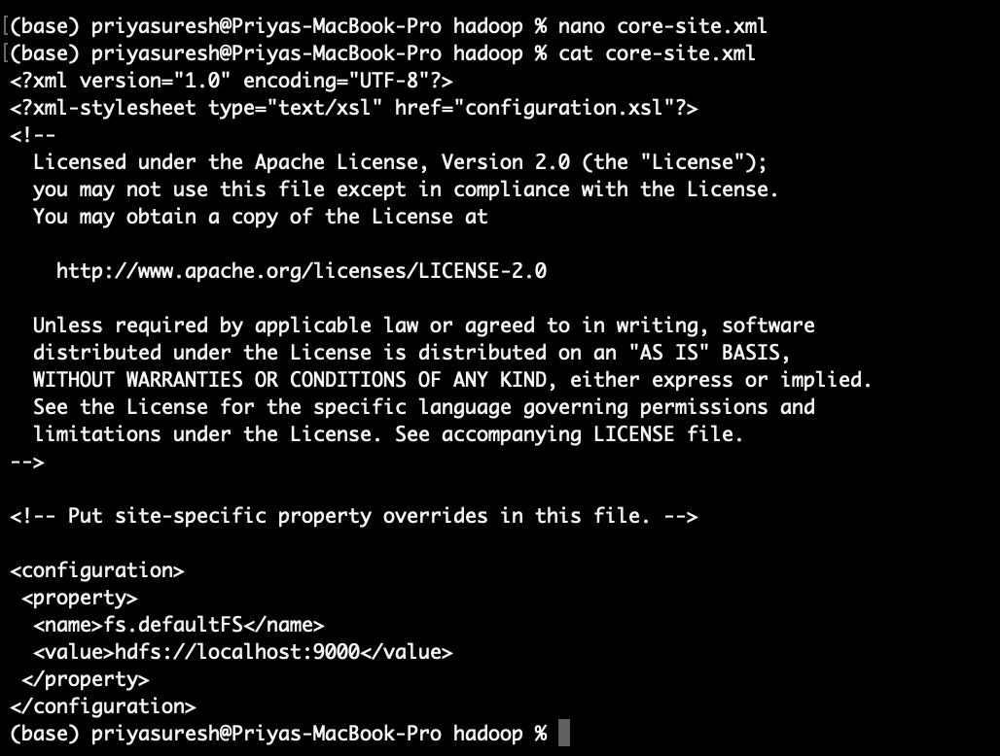 [(base) priyasuresh@Priyas-MacBook-Pro hadoop % nano core-site.xml
[(base) priyasuresh@Priyas-MacBook-Pro hadoop % cat core-site.xml
<?xml version="1.0" encoding="UTF-8"?>
<?xml-stylesheet type="text/xsl" href="configuration.xsl"?>
<!--
  Licensed under the Apache License, Version 2.0 (the "License");
  you may not use this file except in compliance with the License.
  You may obtain a copy of the License at

    http://www.apache.org/licenses/LICENSE-2.0

  Unless required by applicable law or agreed to in writing, software
  distributed under the License is distributed on an "AS IS" BASIS,
  WITHOUT WARRANTIES OR CONDITIONS OF ANY KIND, either express or implied.
  See the License for the specific language governing permissions and
  limitations under the License. See accompanying LICENSE file.
-->

<!-- Put site-specific property overrides in this file. -->

<configuration>
 <property>
  <name>fs.defaultFS</name>
  <value>hdfs://localhost:9000</value>
 </property>
</configuration>
(base) priyasuresh@Priyas-MacBook-Pro hadoop %